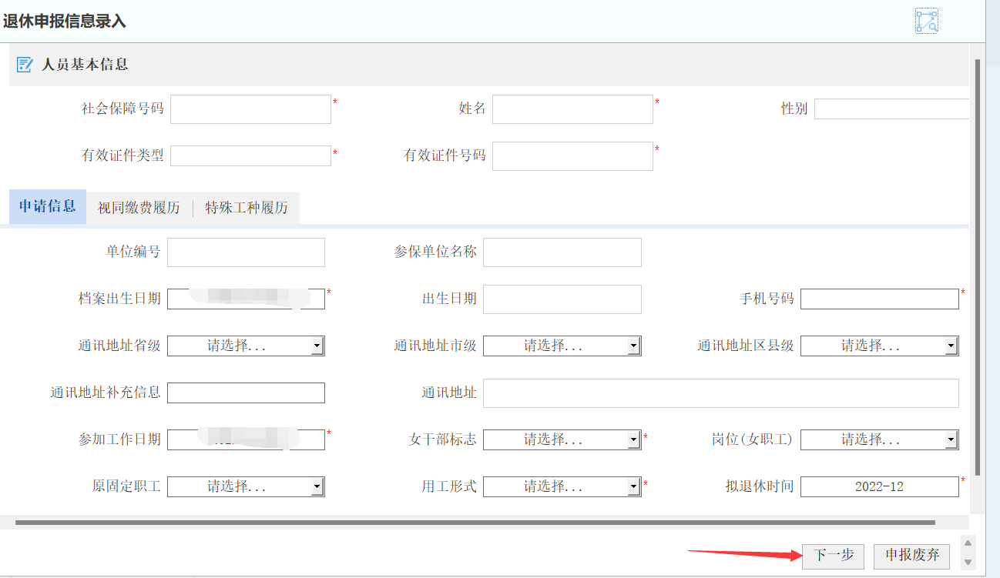 退休申报信息录入
人员基本信息
社会保障号码 * 姓名 * 性别
有效证件类型 * 有效证件号码 *
申请信息 视同缴费履历 特殊工种履历
单位编号 参保单位名称
档案出生日期 * 出生日期 手机号码 *
通讯地址省级 请选择... 通讯地址市级 请选择... 通讯地址区县级 请选择...
通讯地址补充信息 通讯地址
参加工作日期 * 女干部标志 请选择... * 岗位(女职工) 请选择...
原固定职工 请选择... 用工形式 请选择... * 拟退休时间 2022-12 *
下一步 申报废弃